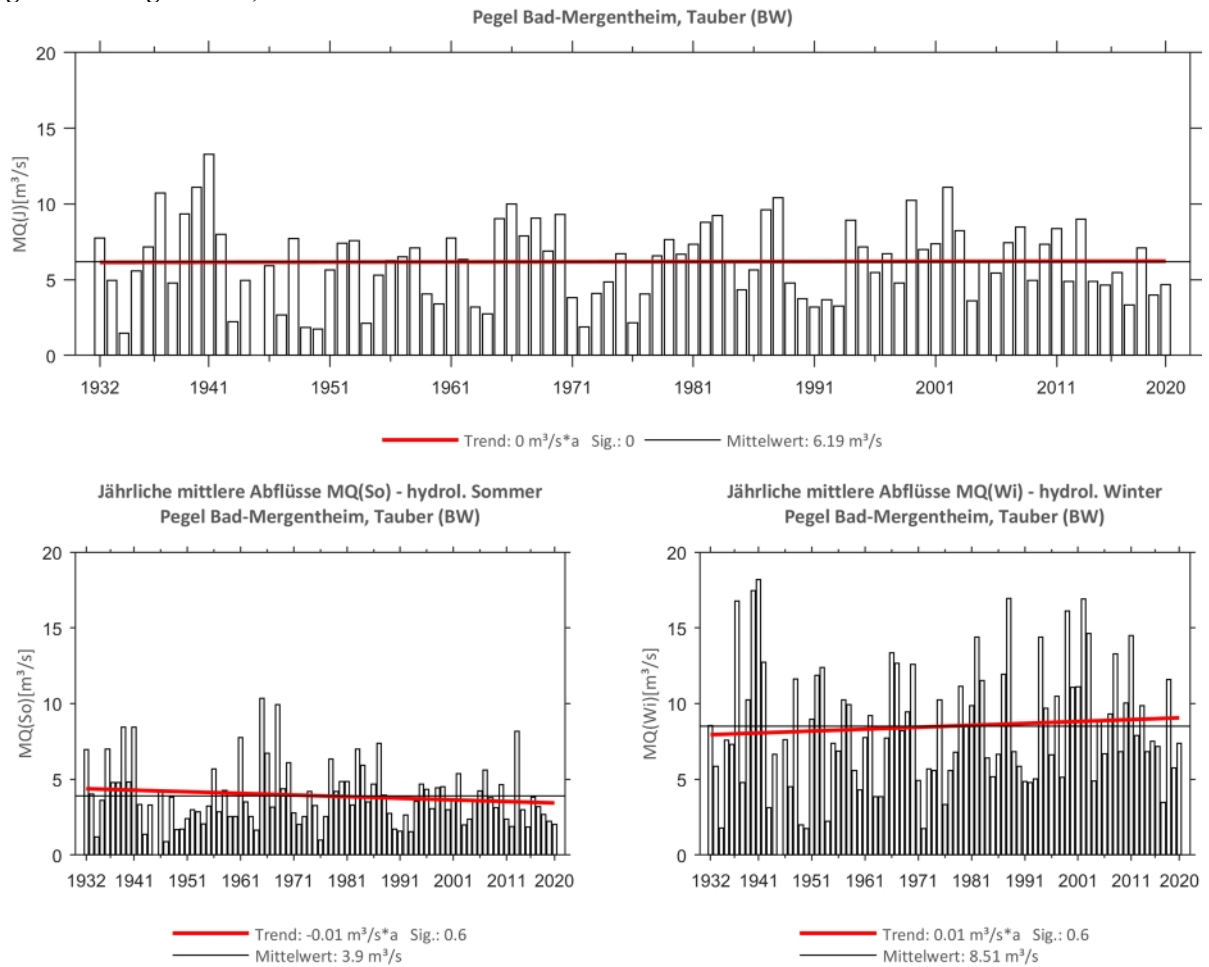 Pegel Bad-Mergentheim, Tauber (BW)
20
15
10
5
0
MQ(J)[m³/s]
1932 1941 1951 1961 1971 1981 1991 2001 2011 2020
Trend: 0 m³/s*a Sig.: 0 Mittelwert: 6.19 m³/s
Jährliche mittlere Abflüsse MQ(So) - hydrol. Sommer
Pegel Bad-Mergentheim, Tauber (BW)
20
15
10
5
0
MQ(So)[m³/s]
1932 1941 1951 1961 1971 1981 1991 2001 2011 2020
Trend: -0.01 m³/s*a Sig.: 0.6
Mittelwert: 3.9 m³/s
Jährliche mittlere Abflüsse MQ(Wi) - hydrol. Winter
Pegel Bad-Mergentheim, Tauber (BW)
20
15
10
5
0
MQ(Wi)[m³/s]
1932 1941 1951 1961 1971 1981 1991 2001 2011 2020
Trend: 0.01 m³/s*a Sig.: 0.6
Mittelwert: 8.51 m³/s